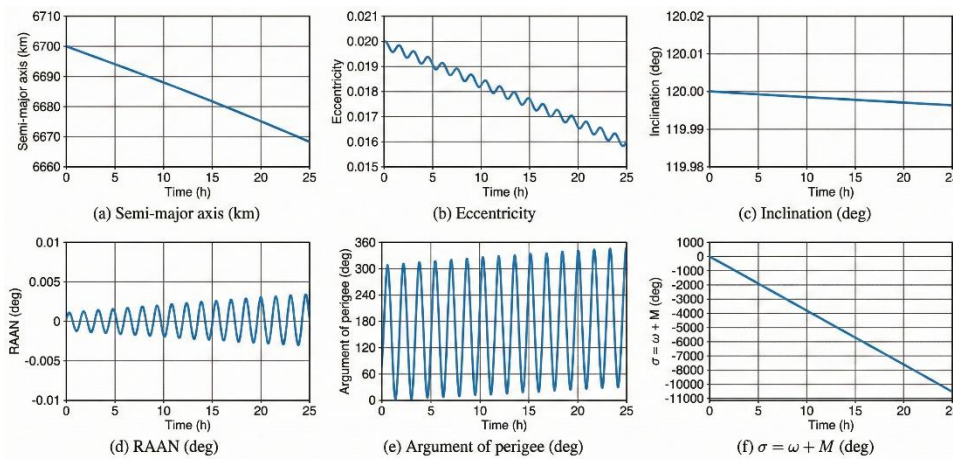 6710
6700
6690
6680
6670
6660
Semi-major axis (km)
0 5 10 15 20 25
Time (h)
(a) Semi-major axis (km)
0.021
0.020
0.019
0.018
0.017
0.016
0.015
Eccentricity
0 5 10 15 20 25
Time (h)
(b) Eccentricity
120.02
120.01
120.00
119.99
119.98
Inclination (deg)
0 5 10 15 20 25
Time (h)
(c) Inclination (deg)
0.01
0.005
0
-0.005
-0.01
RAAN (deg)
0 5 10 15 20 25
Time (h)
(d) RAAN (deg)
360
300
240
180
120
60
0
Argument of perigee (deg)
0 5 10 15 20 25
Time (h)
(e) Argument of perigee (deg)
1000
0
-1000
-2000
-3000
-4000
-5000
-6000
-7000
-8000
-9000
-10000
-11000
σ = ω + M (deg)
0 5 10 15 20 25
Time (h)
(f) σ = ω + M (deg)